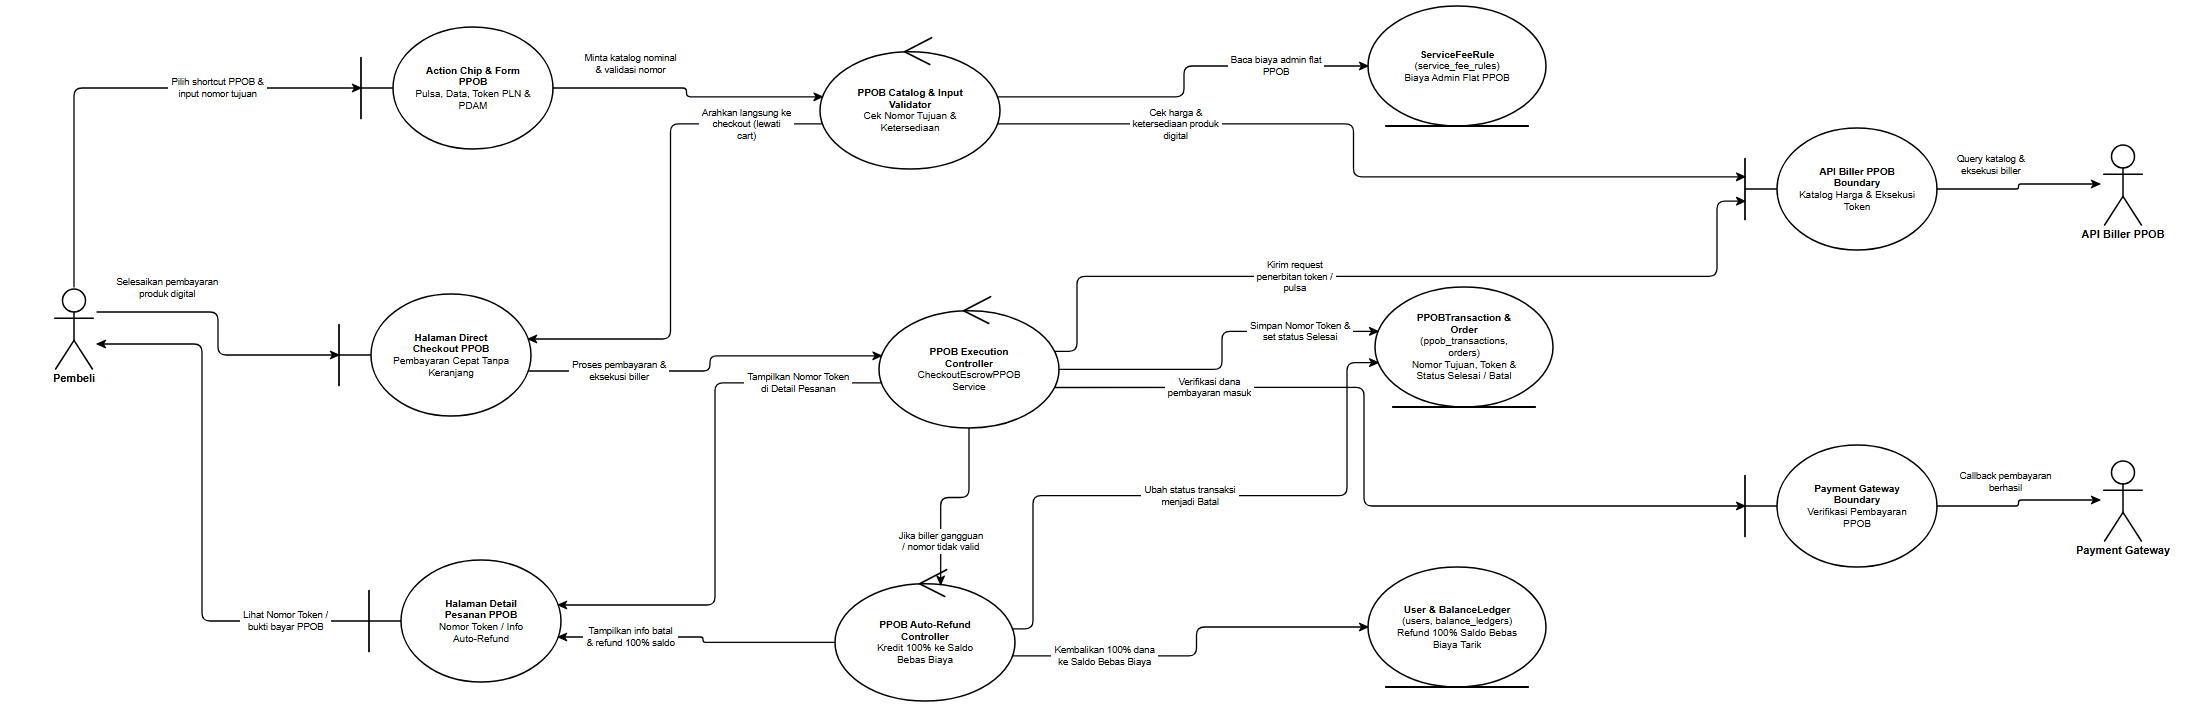 Pilih shortcut PPOB &
input nomor tujuan
Action Chip & Form
PPOB
Pulsa, Data, Token PLN &
PDAM
Minta katalog nominal
& validasi nomor
Arahkan langsung ke
checkout (lewati
cart)
PPOB Catalog & Input
Validator
Cek Nomor Tujuan &
Ketersediaan
Baca biaya admin flat
PPOB
Cek harga &
ketersediaan produk
digital
ServiceFeeRule
(service_fee_rules)
Biaya Admin Flat PPOB
API Biller PPOB
Boundary
Katalog Harga & Eksekusi
Token
Query katalog &
eksekusi biller
API Biller PPOB
Selesaikan pembayaran
produk digital
Pembeli
Halaman Direct
Checkout PPOB
Pembayaran Cepat Tanpa
Keranjang
Proses pembayaran &
eksekusi biller
Tampilkan Nomor Token
di Detail Pesanan
PPOB Execution
Controller
CheckoutEscrowPPOB
Service
Kirim request
penerbitan token /
pulsa
Simpan Nomor Token &
set status Selesai
Verifikasi dana
pembayaran masuk
PPOBTransaction &
Order
(ppob_transactions,
orders)
Nomor Tujuan, Token &
Status Selesai / Batal
Ubah status transaksi
menjadi Batal
Payment Gateway
Boundary
Verifikasi Pembayaran
PPOB
Callback pembayaran
berhasil
Payment Gateway
Jika biller gangguan
/ nomor tidak valid
Lihat Nomor Token /
bukti bayar PPOB
Halaman Detail
Pesanan PPOB
Nomor Token / Info
Auto-Refund
Tampilkan info batal
& refund 100% saldo
PPOB Auto-Refund
Controller
Kredit 100% ke Saldo
Bebas Biaya
Kembalikan 100% dana
ke Saldo Bebas Biaya
User & BalanceLedger
(users, balance_ledgers)
Refund 100% Saldo Bebas
Biaya Tarik